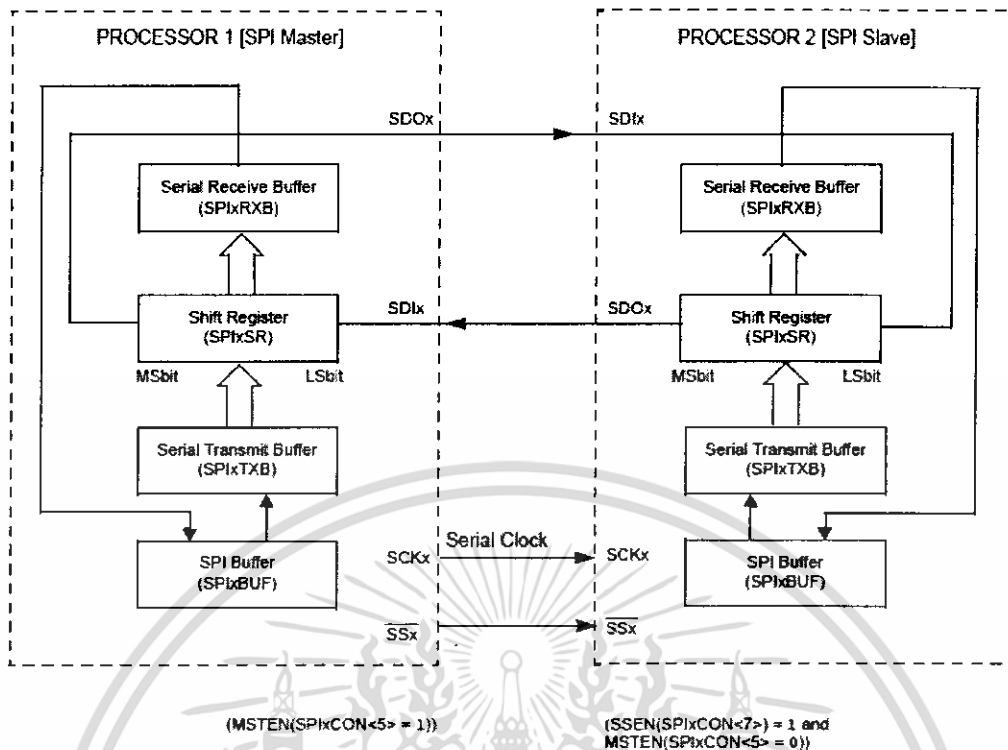 PROCESSOR 1 [SPI Master]
SDOx
Serial Receive Buffer
(SPIxRXB)
Shift Register
(SPIxSR)
SDIx
MSbit
LSbit
Serial Transmit Buffer
(SPIxTXB)
SPI Buffer
(SPIxBUF)
Serial Clock
SCKx
SSx
(MSTEN(SPIxCON<5> = 1))
PROCESSOR 2 [SPI Slave]
SDIx
Serial Receive Buffer
(SPIxRXB)
SDOx
Shift Register
(SPIxSR)
MSbit
LSbit
Serial Transmit Buffer
(SPIxTXB)
SPI Buffer
(SPIxBUF)
SCKx
SSx
(SSEN(SPIxCON<7>) = 1 and
MSTEN(SPIxCON<5> = 0))